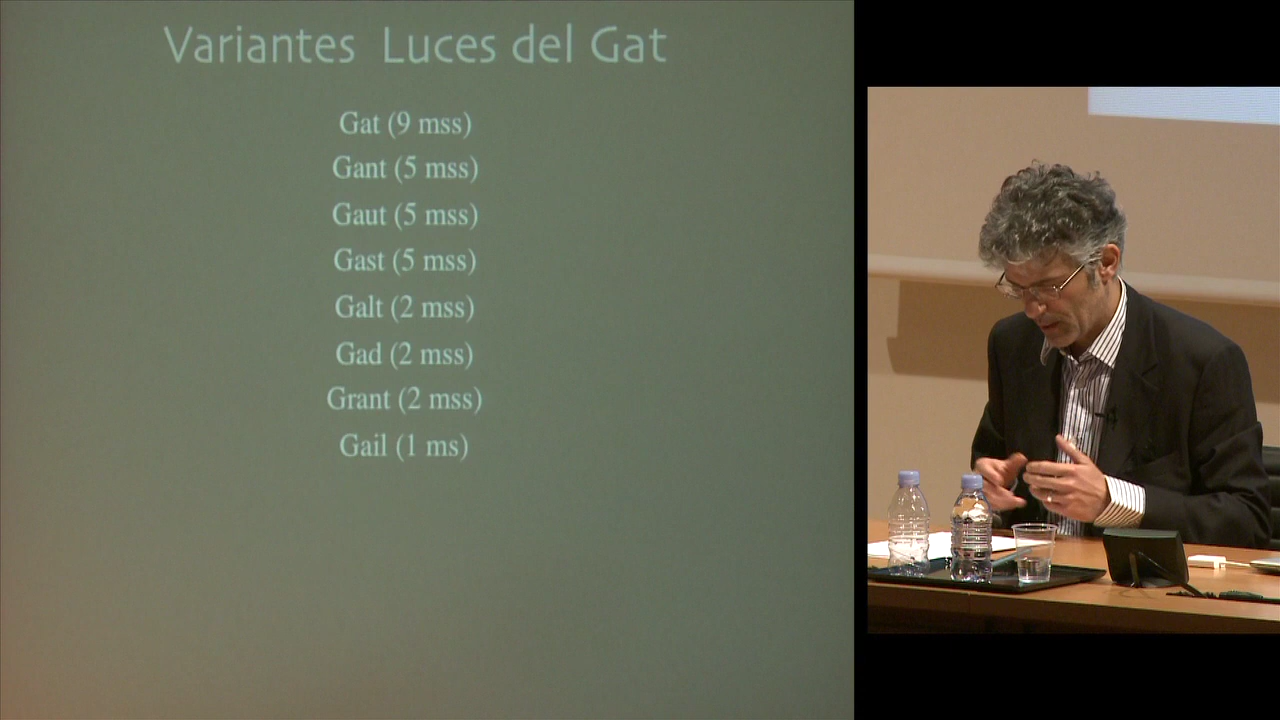 Variantes Luces del Gat
Gat (9 mss)
Gant (5 mss)
Gaut (5 mss)
Gast (5 mss)
Galt (2 mss)
Gad (2 mss)
Grant (2 mss)
Gail (1 ms)